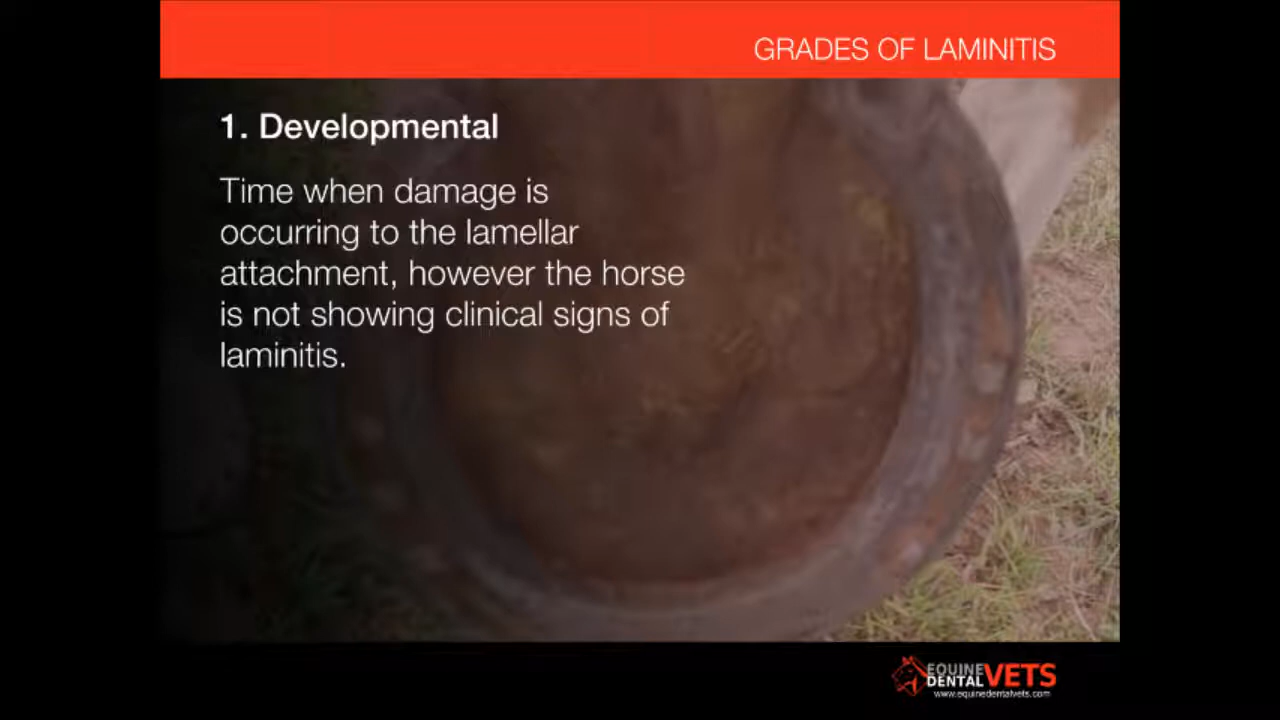 GRADES OF LAMINITIS
1. Developmental
Time when damage is
occurring to the lamellar
attachment, however the horse
is not showing clinical signs of
laminitis.
EQUINE
DENTAL VETS
www.equinedentalvets.com